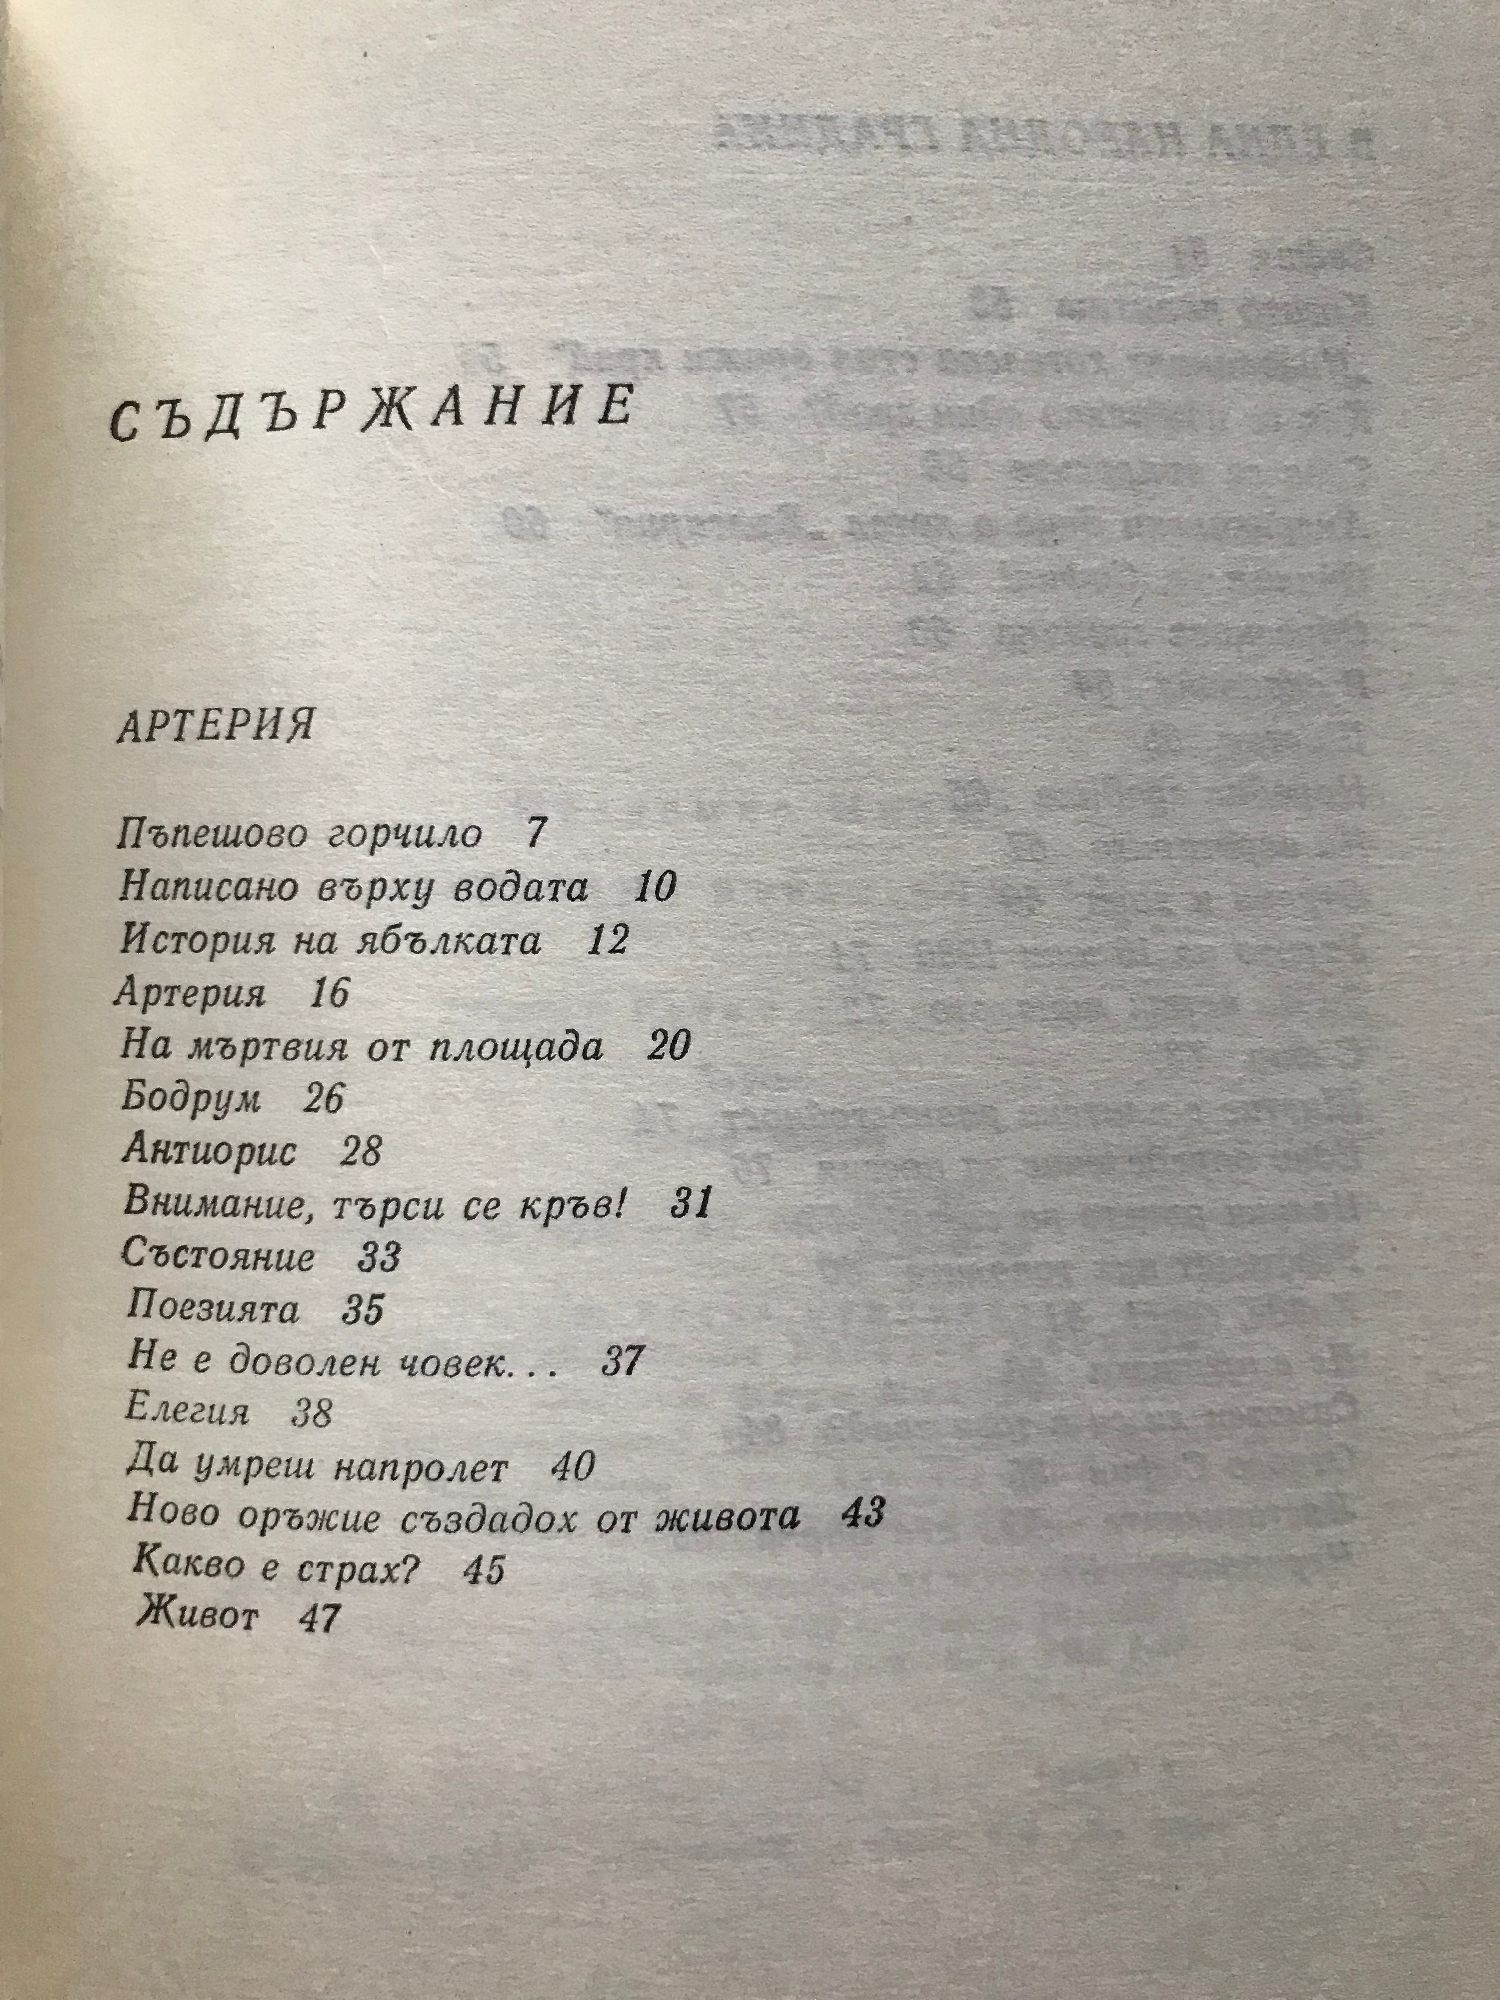 СЪДЪРЖАНИЕ
АРТЕРИЯ
Пъпешово горчило 7
Написано върху водата 10
История на ябълката 12
Артерия 16
На мъртвия от площада 20
Бодрум 26
Антиорис 28
Внимание, търси се кръв! 31
Състояние 33
Поезията 35
Не е доволен човек... 37
Елегия 38
Да умреш напролет 40
Ново оръжие създадох от живота 43
Какво е страх? 45
Живот 47